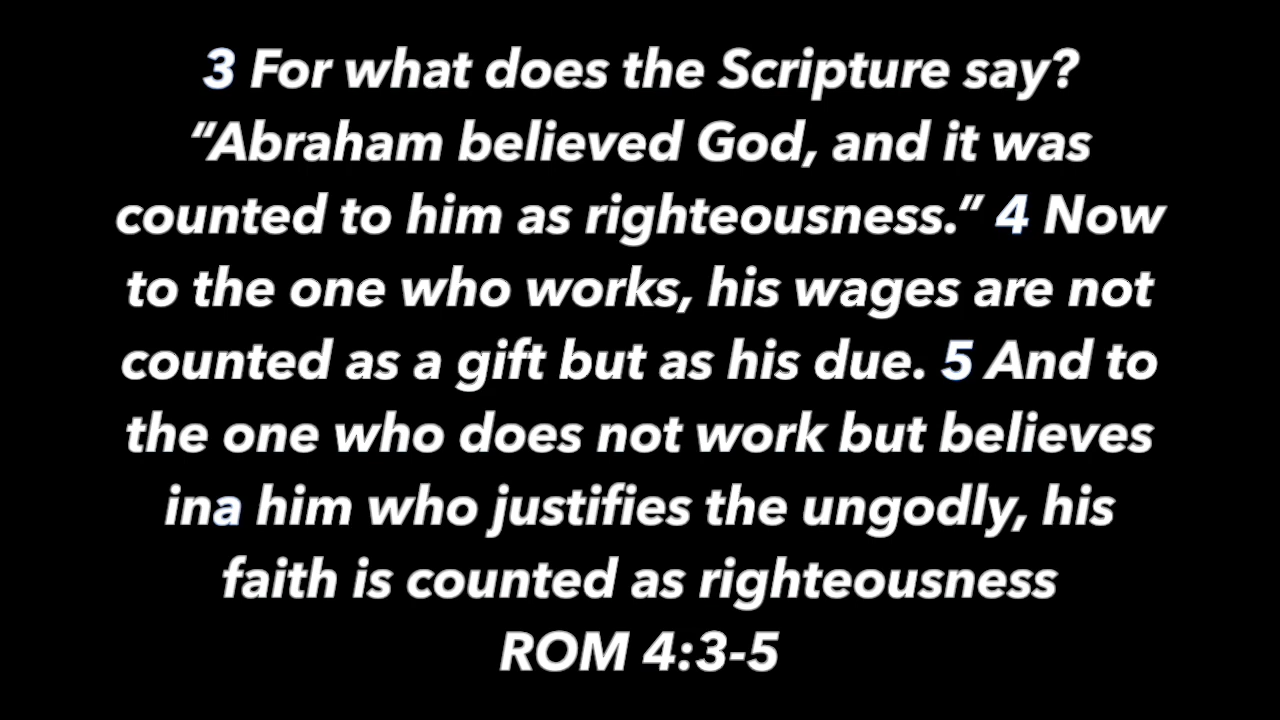 3 For what does the Scripture say?
“Abraham believed God, and it was
counted to him as righteousness.” 4 Now
to the one who works, his wages are not
counted as a gift but as his due. 5 And to
the one who does not work but believes
ina him who justifies the ungodly, his
faith is counted as righteousness
ROM 4:3-5